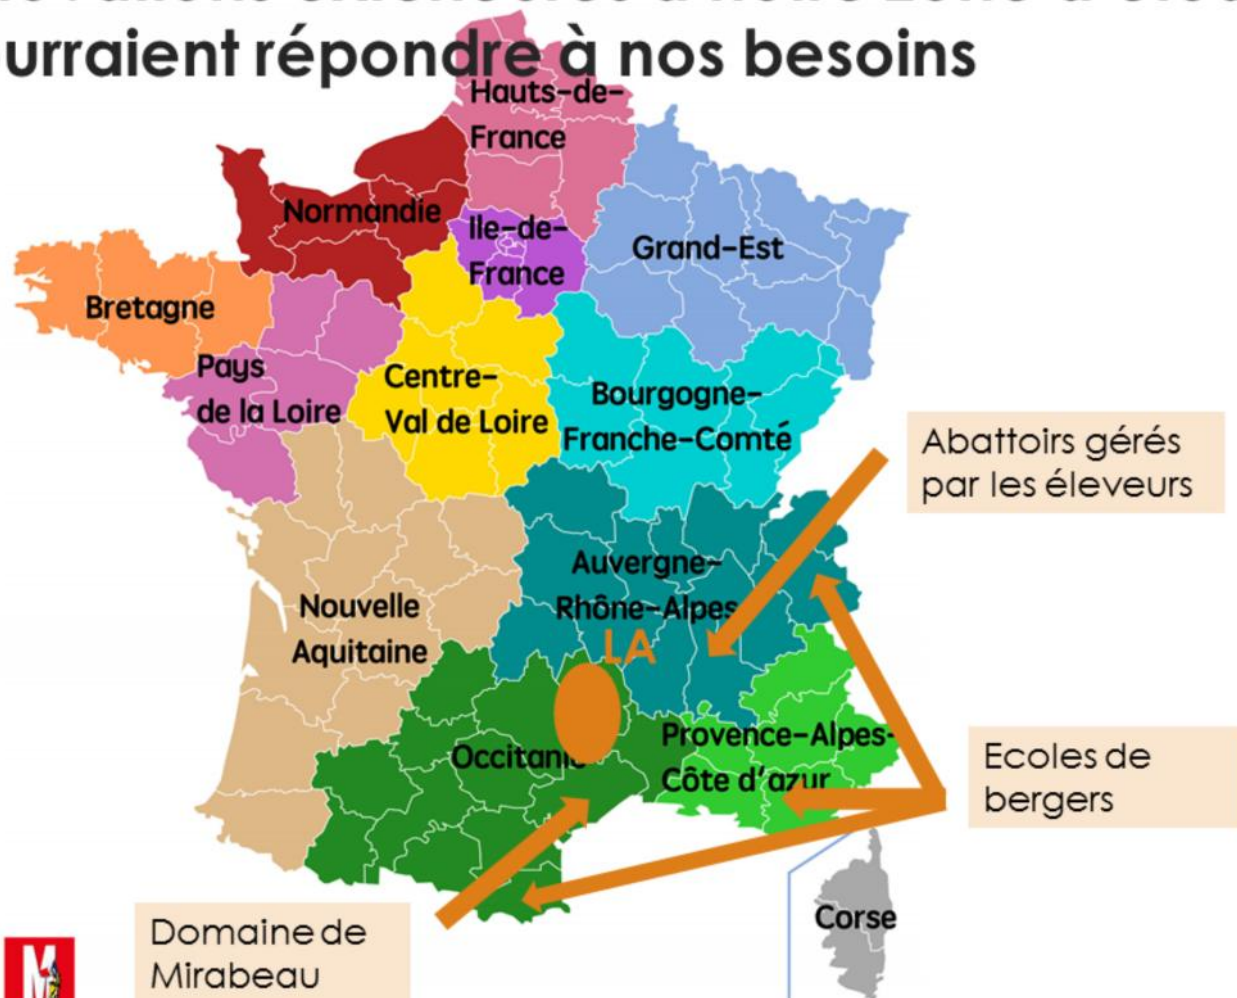 urraient répondre à nos besoins
Hauts-de-
France
Normandie
Ile-de-
France
Grand-Est
Bretagne
Pays
de la Loire
Centre-
Val de Loire
Bourgogne-
Franche-Comté
Abattoirs gérés
par les éleveurs
Auvergne-
Rhône-Alpes
LA
Nouvelle
Aquitaine
Occitanie
Provence-Alpes-
Côte d'azur
Ecoles de
bergers
Corse
Domaine de
Mirabeau
M